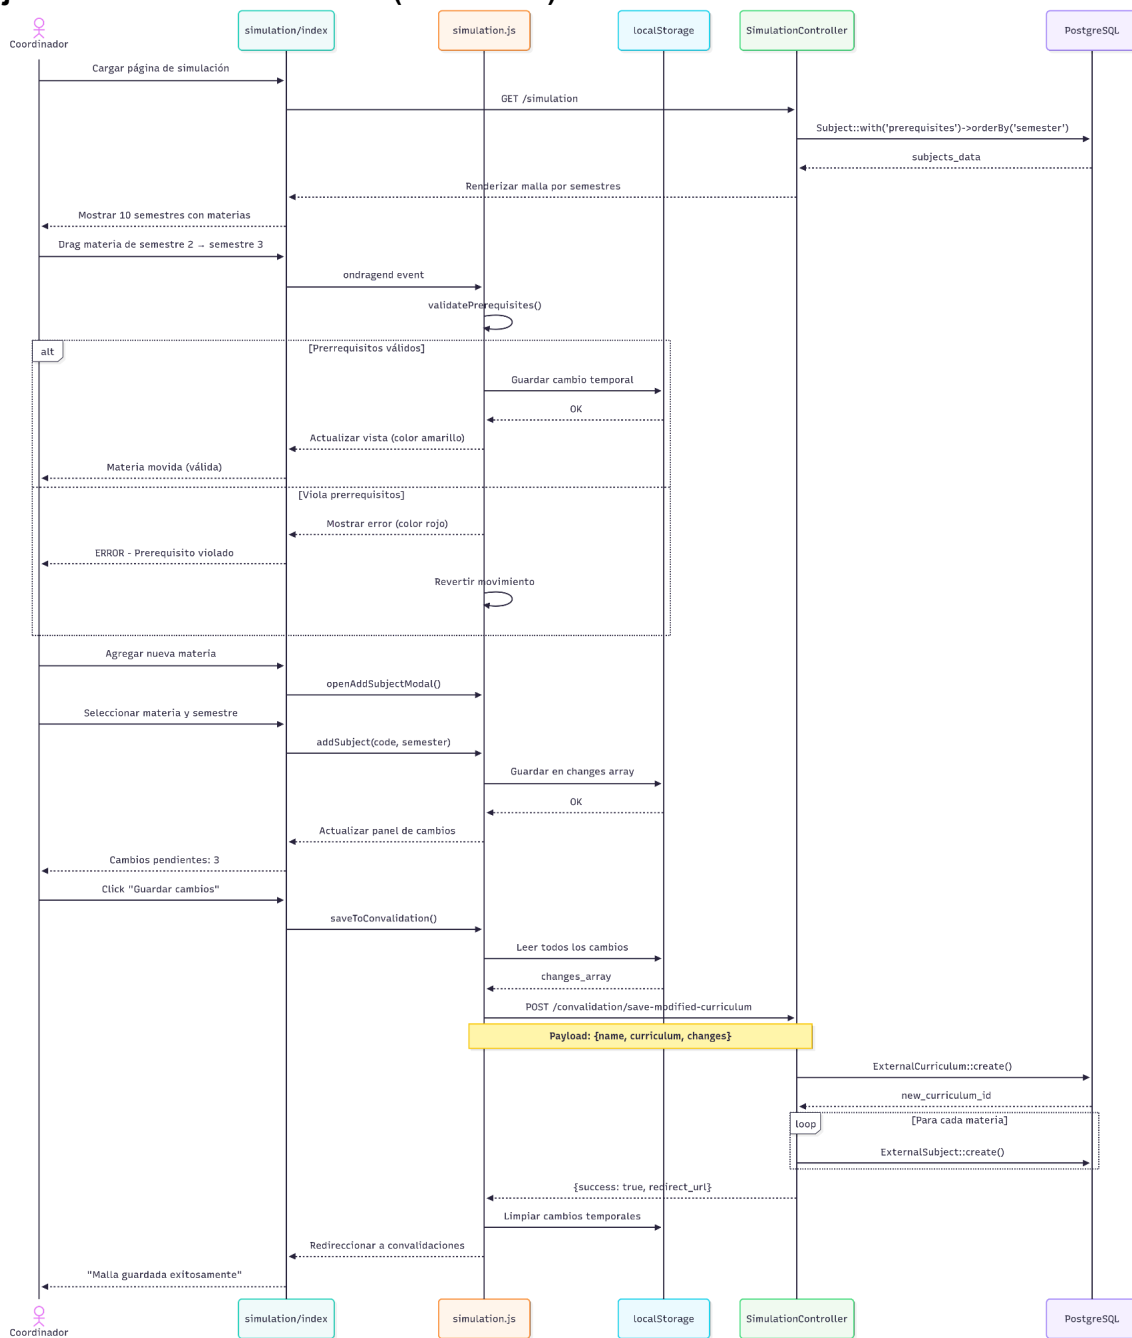 Coordinador
simulation/index
simulation.js
localStorage
SimulationController
PostgreSQL
Cargar página de simulación
GET /simulation
Subject::with('prerequisites')->orderBy('semester')
subjects_data
Renderizar malla por semestres
Mostrar 10 semestres con materias
Drag materia de semestre 2 → semestre 3
ondragend event
validatePrerequisites()
alt
[Prerrequisitos válidos]
Guardar cambio temporal
OK
Actualizar vista (color amarillo)
Materia movida (válida)
[Viola prerrequisitos]
Mostrar error (color rojo)
ERROR - Prerequisito violado
Revertir movimiento
Agregar nueva materia
openAddSubjectModal()
Seleccionar materia y semestre
addSubject(code, semester)
Guardar en changes array
OK
Actualizar panel de cambios
Cambios pendientes: 3
Click "Guardar cambios"
saveToConvalidation()
Leer todos los cambios
changes_array
POST /convalidation/save-modified-curriculum
Payload: {name, curriculum, changes}
ExternalCurriculum::create()
new_curriculum_id
loop
[Para cada materia]
ExternalSubject::create()
{success: true, redirect_url}
Limpiar cambios temporales
Redireccionar a convalidaciones
"Malla guardada exitosamente"
Coordinador
simulation/index
simulation.js
localStorage
SimulationController
PostgreSQL